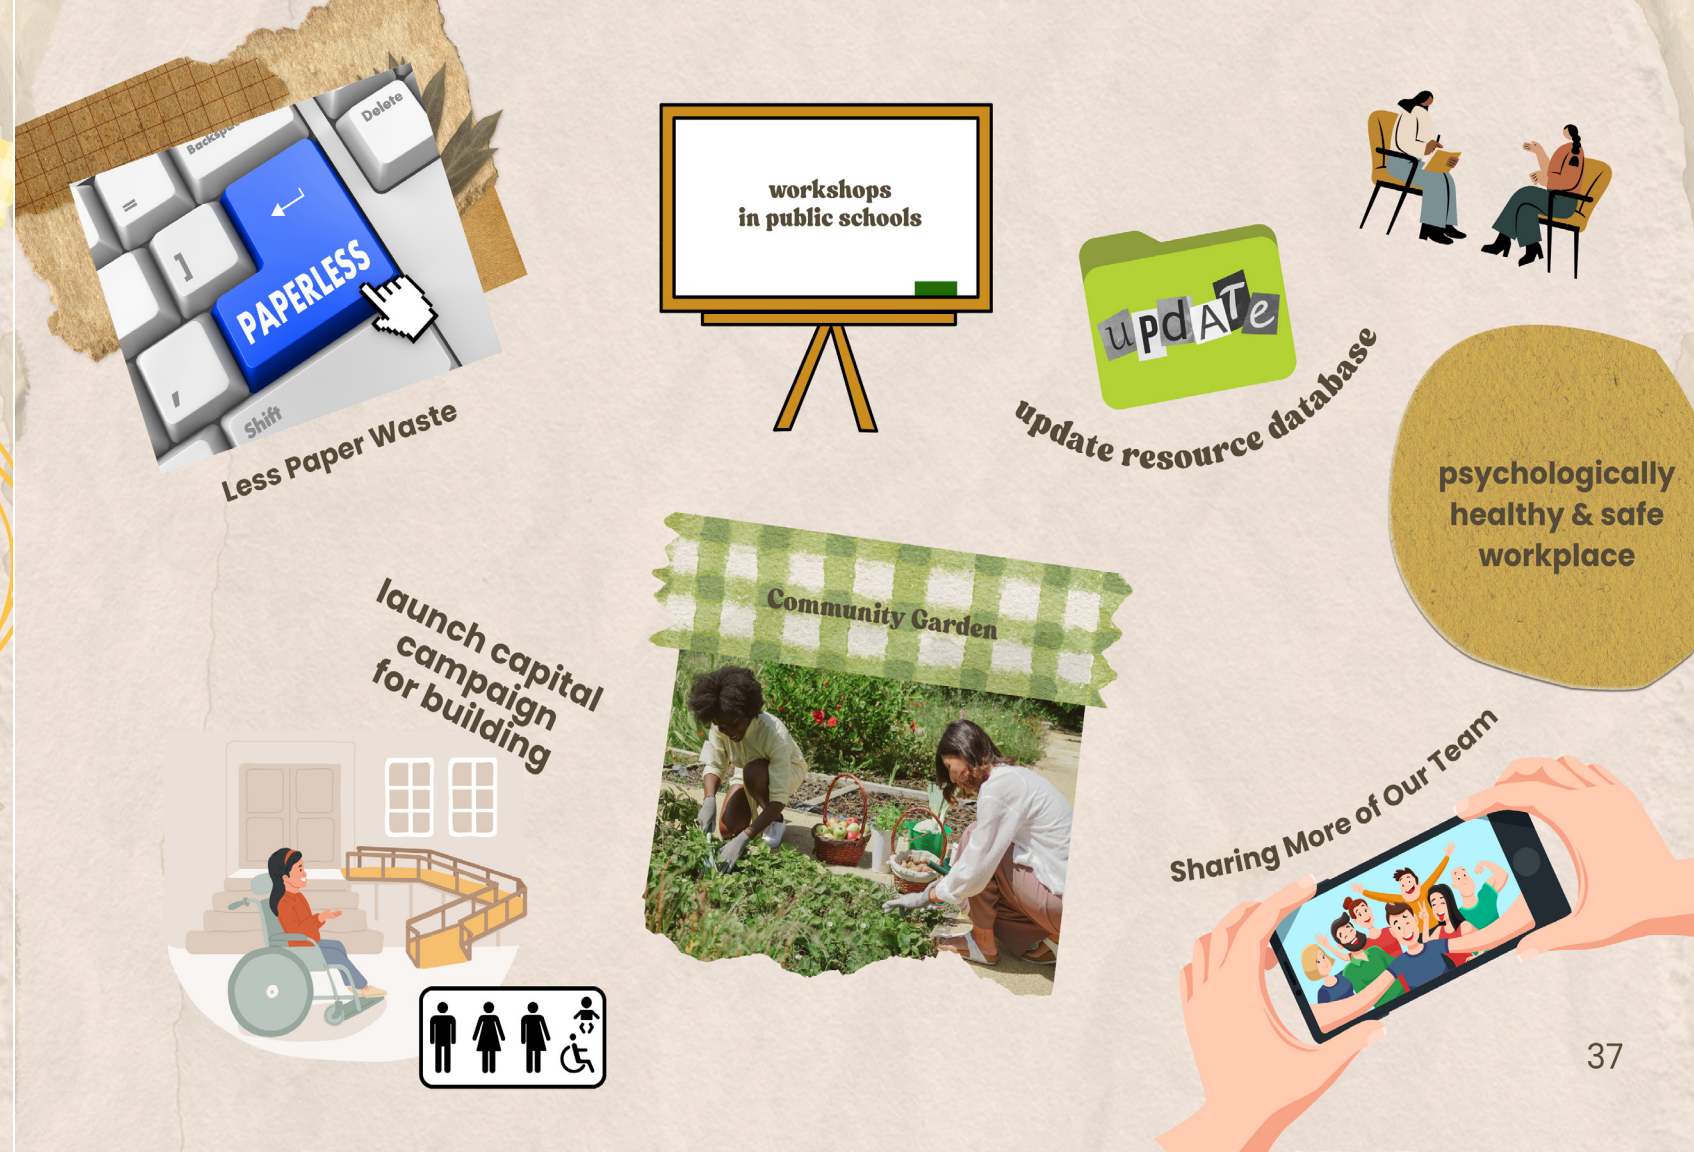 Delete
Backsp
=
]
PAPERLESS
,
Shift
Less Paper Waste
workshops
in public schools
update
update resource database
psychologically
healthy & safe
workplace
launch capital
campaign
for building
Community Garden
Sharing More of Our Team
37